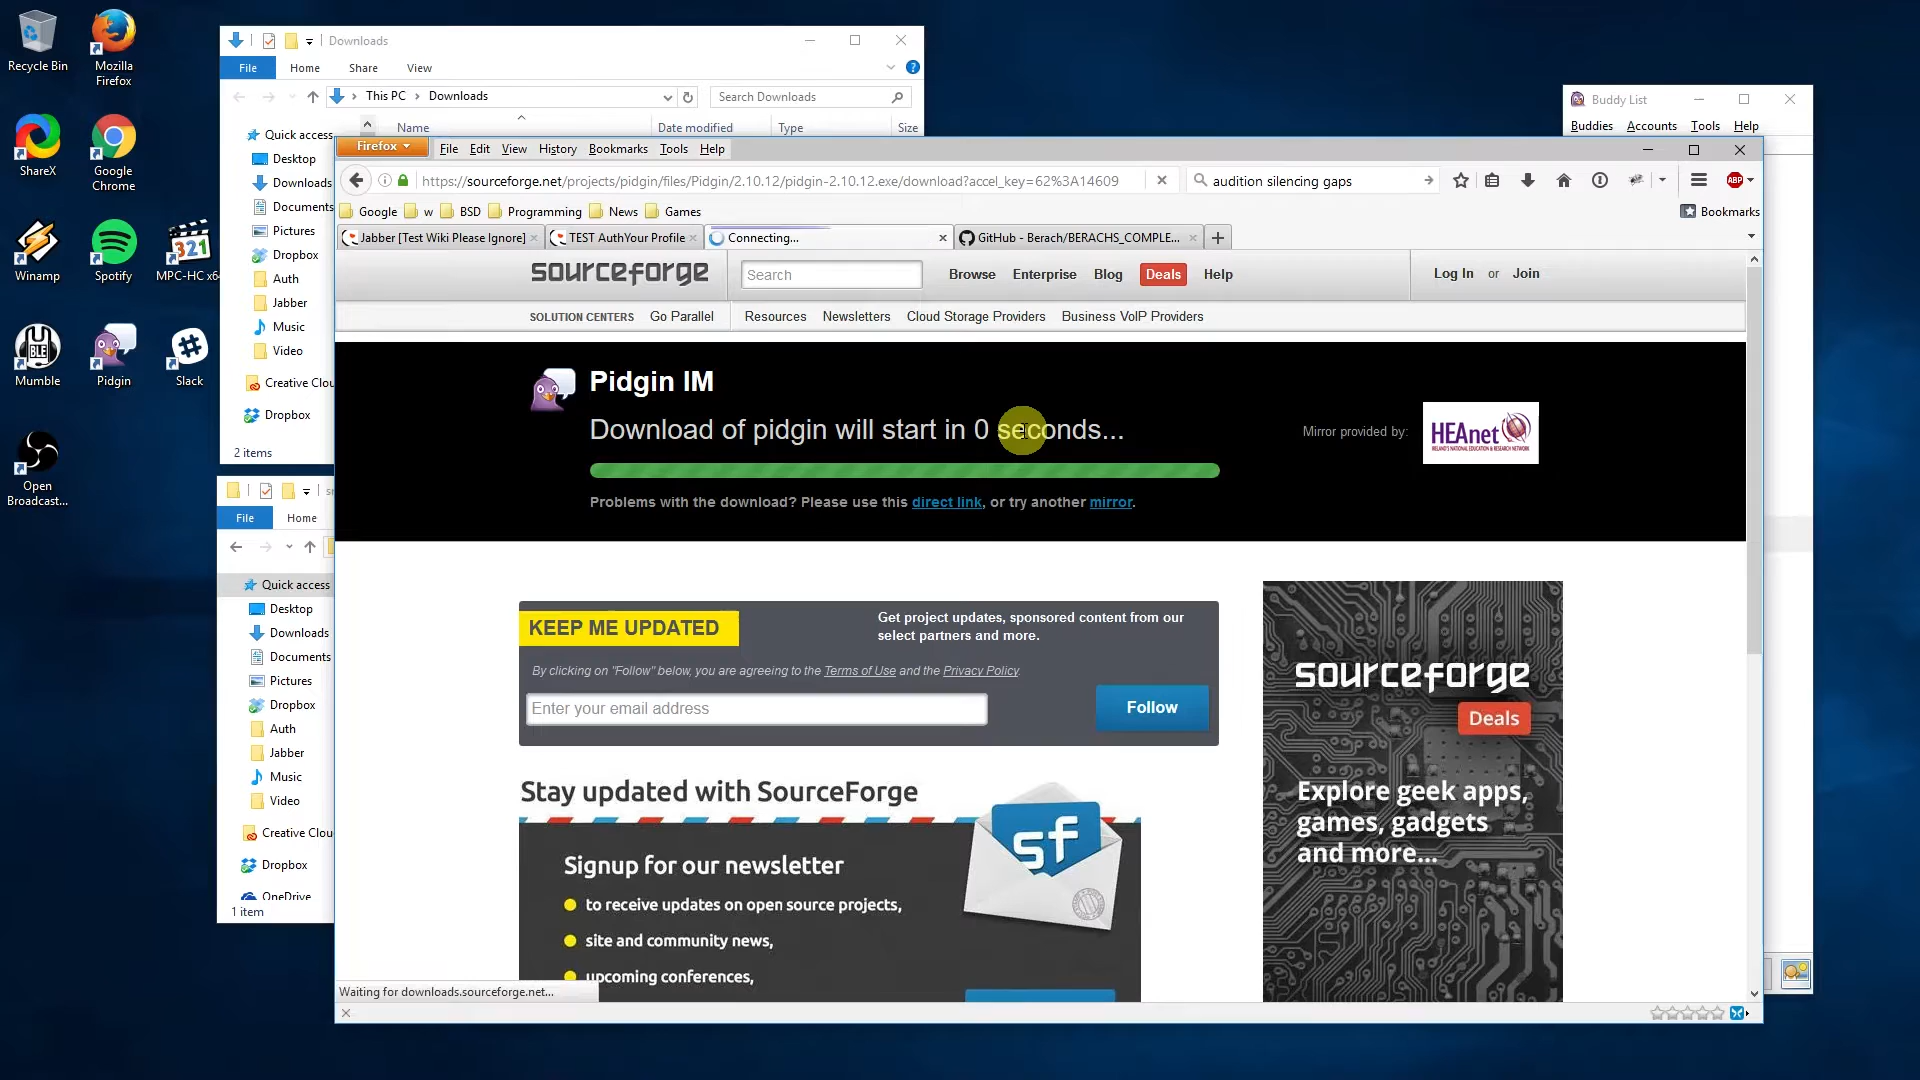 Recycle Bin
Mozilla
Firefox
ShareX
Google
Chrome
Winamp
Spotify
MPC-HC x64
Mumble
Pidgin
Slack
Open
Broadcast...
Downloads
File
Home
Share
View
This PC
Downloads
Search Downloads
Name
Date modified
Type
Size
Quick access
Desktop
Downloads
Documents
Pictures
Dropbox
Auth
Jabber
Music
Video
Creative Clou
Dropbox
2 items
File
Home
Quick access
Desktop
Downloads
Documents
Pictures
Dropbox
Auth
Jabber
Music
Video
Creative Clou
Dropbox
OneDrive
1 item
Buddy List
Buddies Accounts Tools Help
Firefox
File Edit View History Bookmarks Tools Help
https://sourceforge.net/projects/pidgin/files/Pidgin/2.10.12/pidgin-2.10.12.exe/download?accel_key=62%3A14609
audition silencing gaps
ABP
Google w BSD Programming News Games
Bookmarks
Jabber [Test Wiki Please Ignore]
TEST AuthYour Profile
Connecting...
GitHub - Berach/BERACHS_COMPLE...
sourceforge
Search
Browse Enterprise Blog Deals Help
Log In or Join
SOLUTION CENTERS Go Parallel Resources Newsletters Cloud Storage Providers Business VoIP Providers
Pidgin IM
Download of pidgin will start in 0 seconds...
Mirror provided by:
HEAnet
IRELAND'S NATIONAL EDUCATION & RESEARCH NETWORK
Problems with the download? Please use this direct link, or try another mirror.
KEEP ME UPDATED
Get project updates, sponsored content from our
select partners and more.
By clicking on "Follow" below, you are agreeing to the Terms of Use and the Privacy Policy.
Enter your email address
Follow
Stay updated with SourceForge
sf
Signup for our newsletter
to receive updates on open source projects,
site and community news,
upcoming conferences,
sourceforge
Deals
Explore geek apps,
games, gadgets
and more...
Waiting for downloads.sourceforge.net...